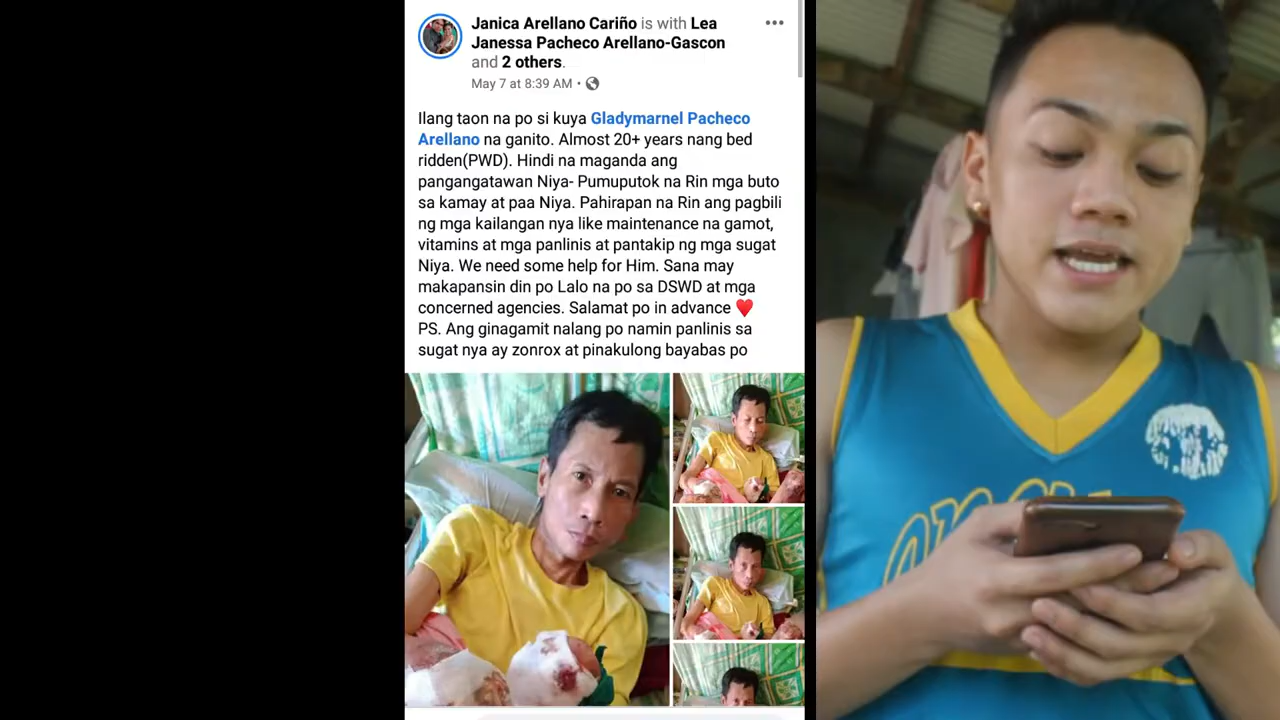 Janica Arellano Cariño is with Lea
Janessa Pacheco Arellano-Gascon
and 2 others.
May 7 at 8:39 AM •
Ilang taon na po si kuya Gladymarnel Pacheco
Arellano na ganito. Almost 20+ years nang bed
ridden(PWD). Hindi na maganda ang
pangangatawan Niya- Pumuputok na Rin mga buto
sa kamay at paa Niya. Pahirapan na Rin ang pagbili
ng mga kailangan nya like maintenance na gamot,
vitamins at mga panlinis at pantakip ng mga sugat
Niya. We need some help for Him. Sana may
makapansin din po Lalo na po sa DSWD at mga
concerned agencies. Salamat po in advance ♥️
PS. Ang ginagamit nalang po namin panlinis sa
sugat nya ay zonrox at pinakulong bayabas po